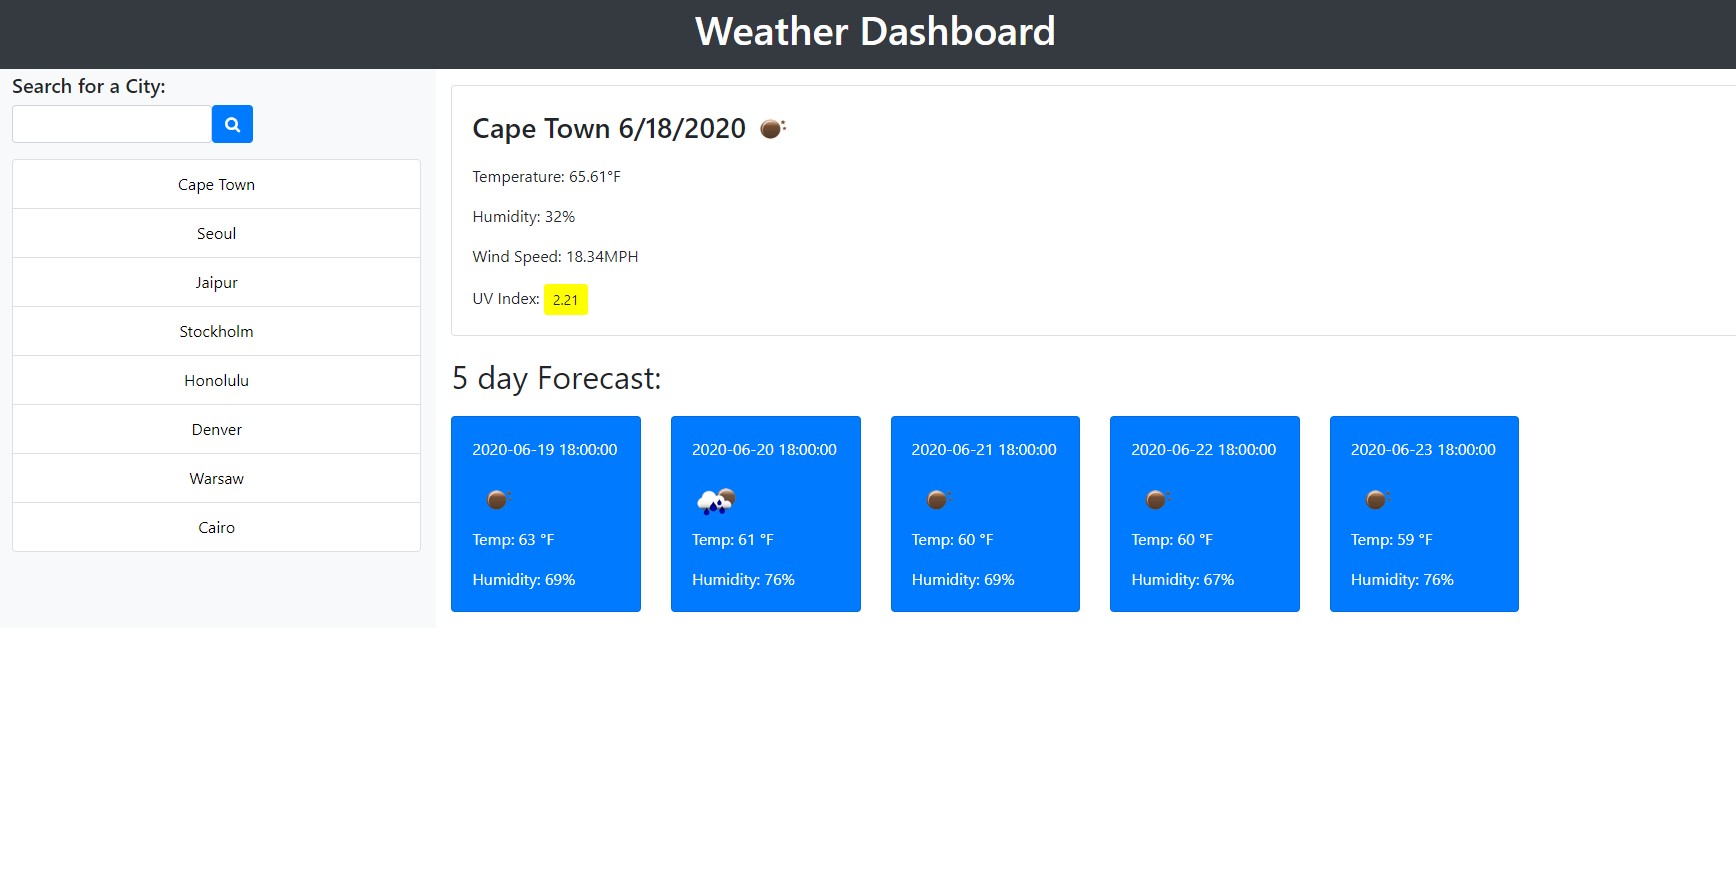 Weather Dashboard
Search for a City:
Cape Town
Seoul
Jaipur
Stockholm
Honolulu
Denver
Warsaw
Cairo
Cape Town 6/18/2020
Temperature: 65.61°F
Humidity: 32%
Wind Speed: 18.34MPH
UV Index: 2.21
5 day Forecast:
2020-06-19 18:00:00
Temp: 63 °F
Humidity: 69%
2020-06-20 18:00:00
Temp: 61 °F
Humidity: 76%
2020-06-21 18:00:00
Temp: 60 °F
Humidity: 69%
2020-06-22 18:00:00
Temp: 60 °F
Humidity: 67%
2020-06-23 18:00:00
Temp: 59 °F
Humidity: 76%